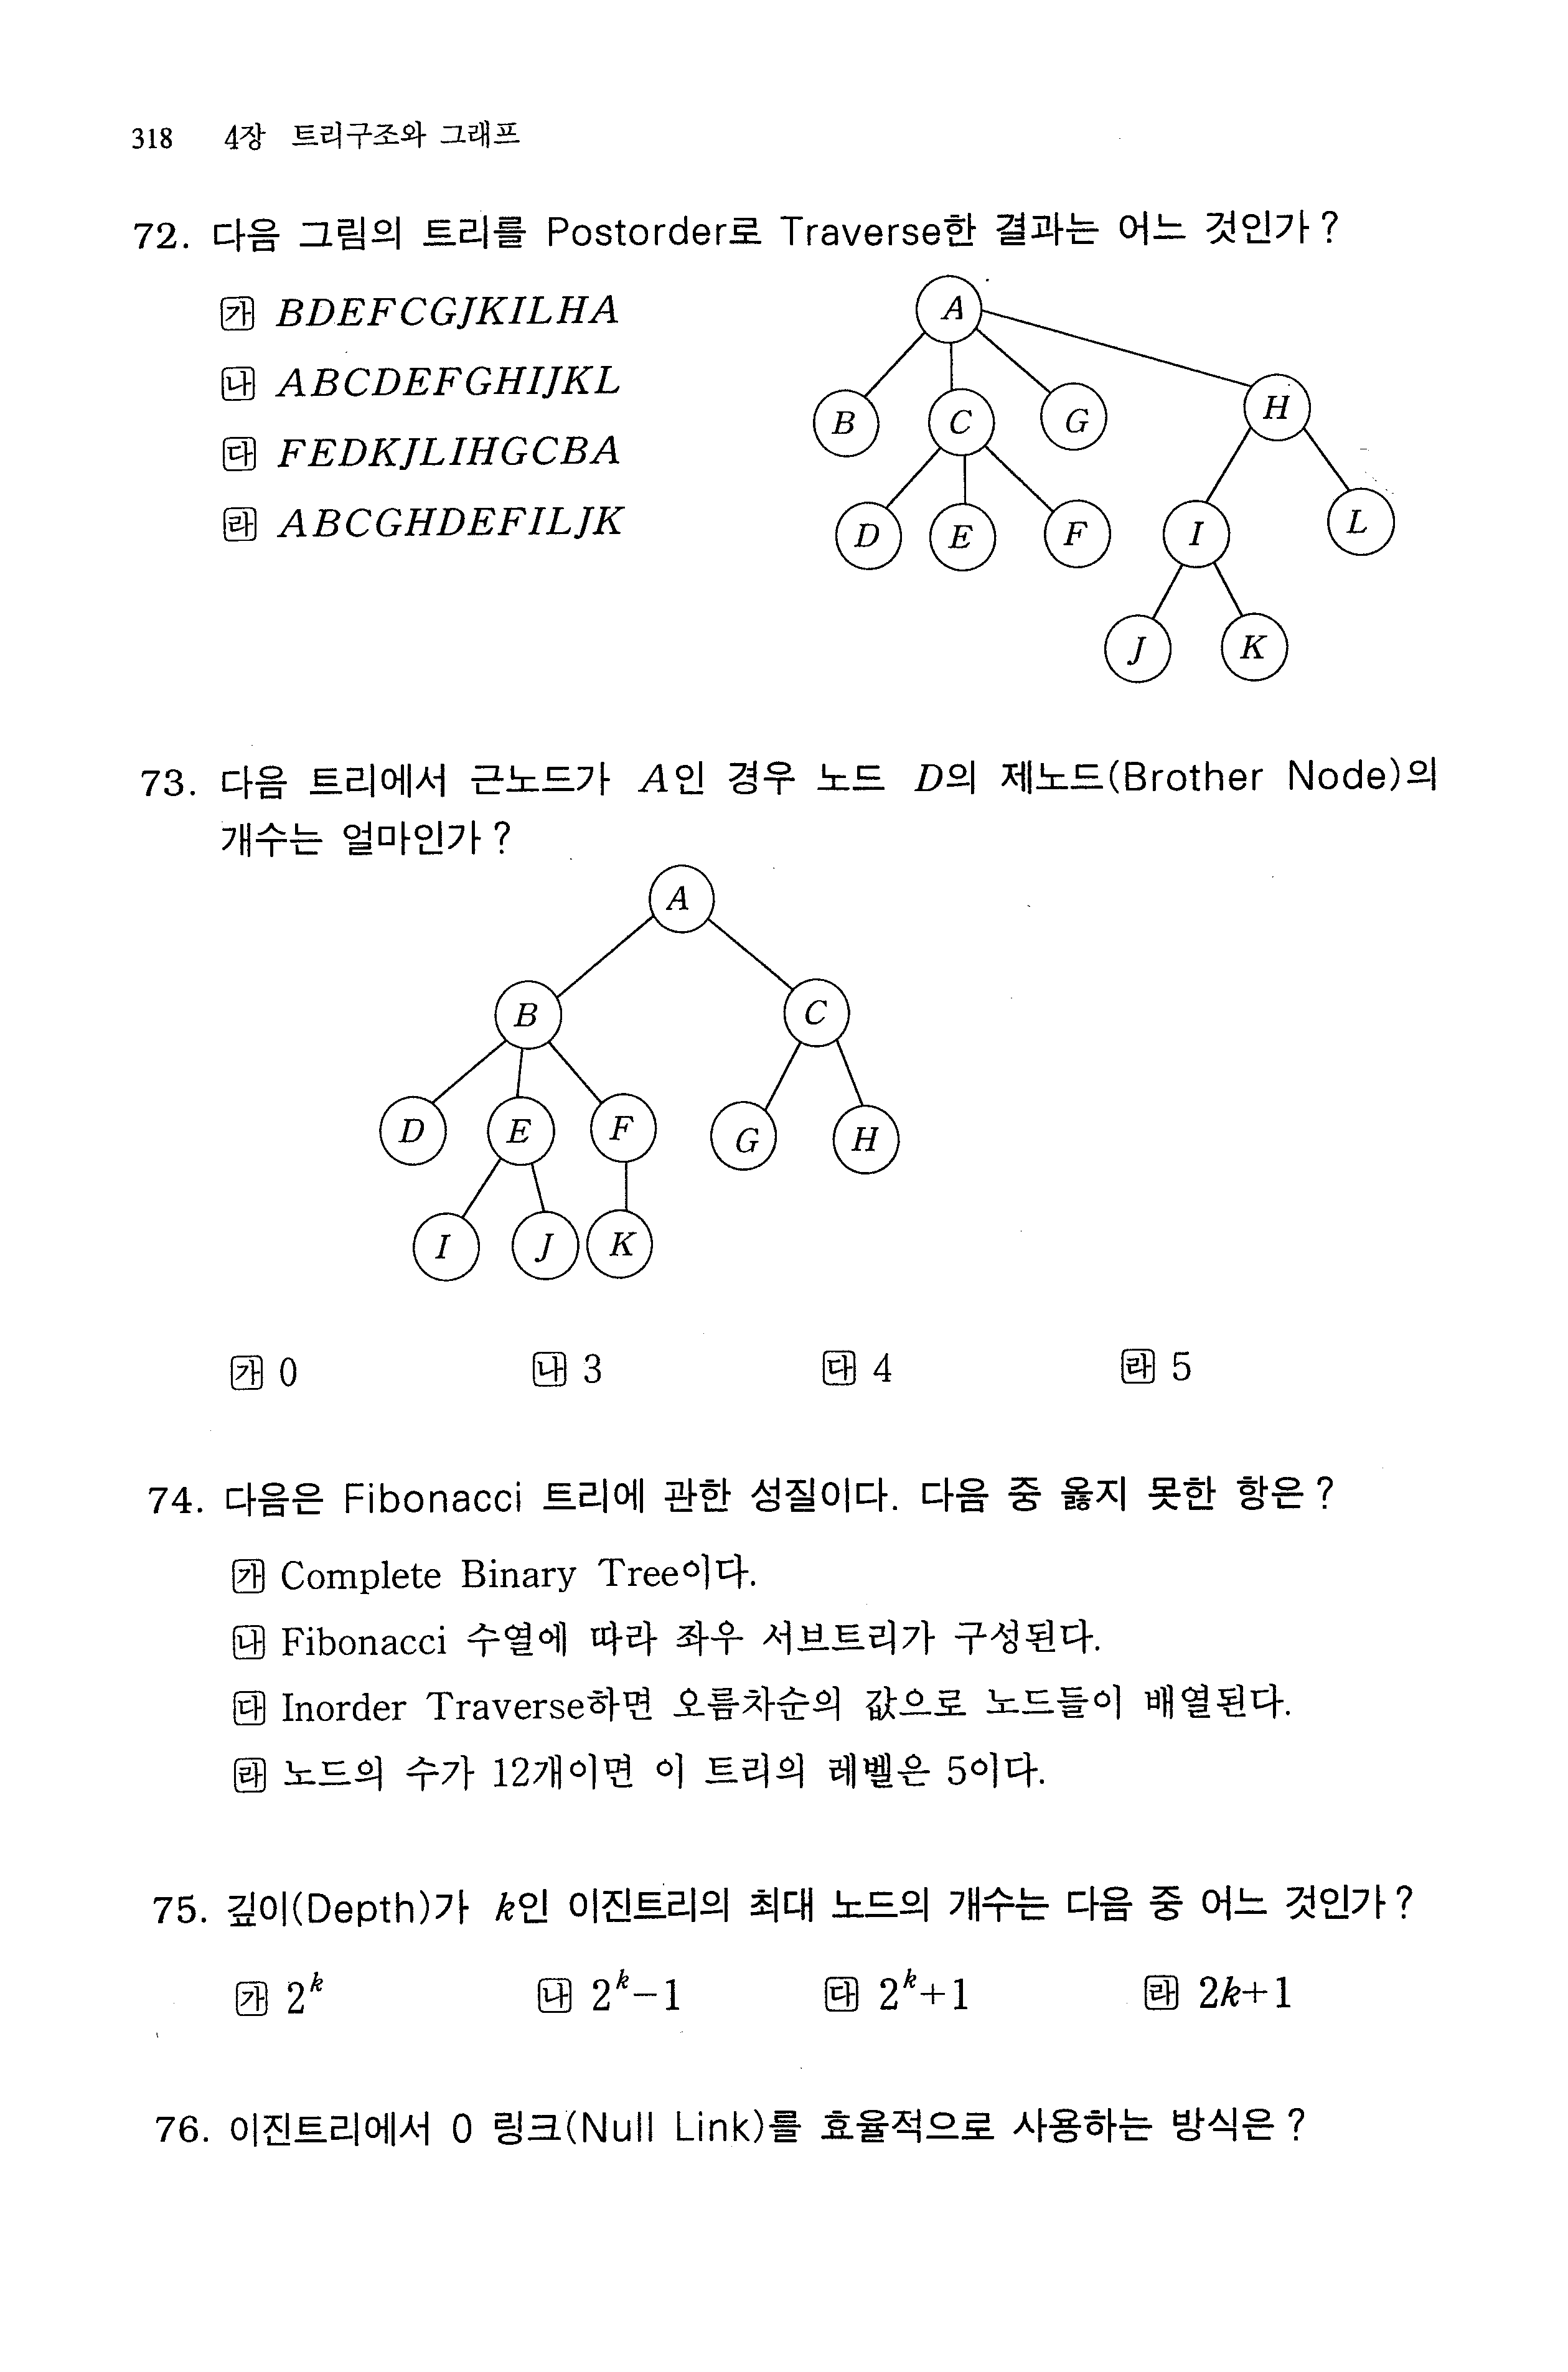 318 4장 트리구조와 그래프
72. 다음 그림의 트리를 Postorder로 Traverse한 결과는 어느 것인가?
㉮ BDEFCGJKILHA
㉯ ABCDEFGHIJKL
㉰ FEDKJLIHGCBA
㉱ ABCGHDEFILJK
A
B C G H
D E F I L
J K
73. 다음 트리에서 근노드가 A인 경우 노드 D의 제노드(Brother Node)의
개수는 얼마인가?
A
B C
D E F G H
I J K
㉮ 0 ㉯ 3 ㉰ 4 ㉱ 5
74. 다음은 Fibonacci 트리에 관한 성질이다. 다음 중 옳지 못한 항은?
㉮ Complete Binary Tree이다.
㉯ Fibonacci 수열에 따라 좌우 서브트리가 구성된다.
㉰ Inorder Traverse하면 오름차순의 값으로 노드들이 배열된다.
㉱ 노드의 수가 12개이면 이 트리의 레벨은 5이다.
75. 깊이(Depth)가 k인 이진트리의 최대 노드의 개수는 다음 중 어느 것인가?
㉮ 2^k ㉯ 2^k−1 ㉰ 2^k+1 ㉱ 2k+1
76. 이진트리에서 0 링크(Null Link)를 효율적으로 사용하는 방식은?